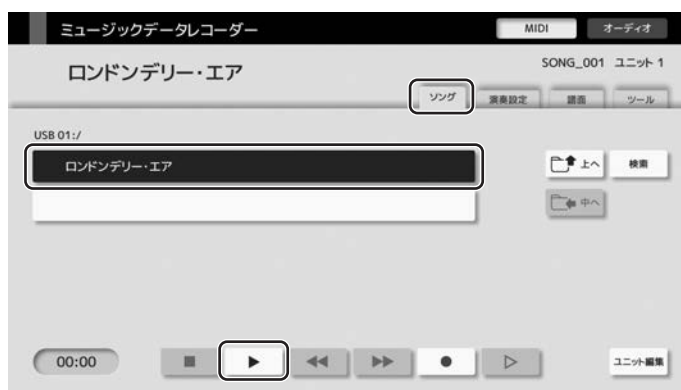 ミュージックデータレコーダー
MIDI
オーディオ
ロンドンデリー・エア
SONG_001 ユニット 1
ソング
演奏設定
譜面
ツール
USB 01:/
ロンドンデリー・エア
上へ
検索
中へ
00:00
ユニット編集